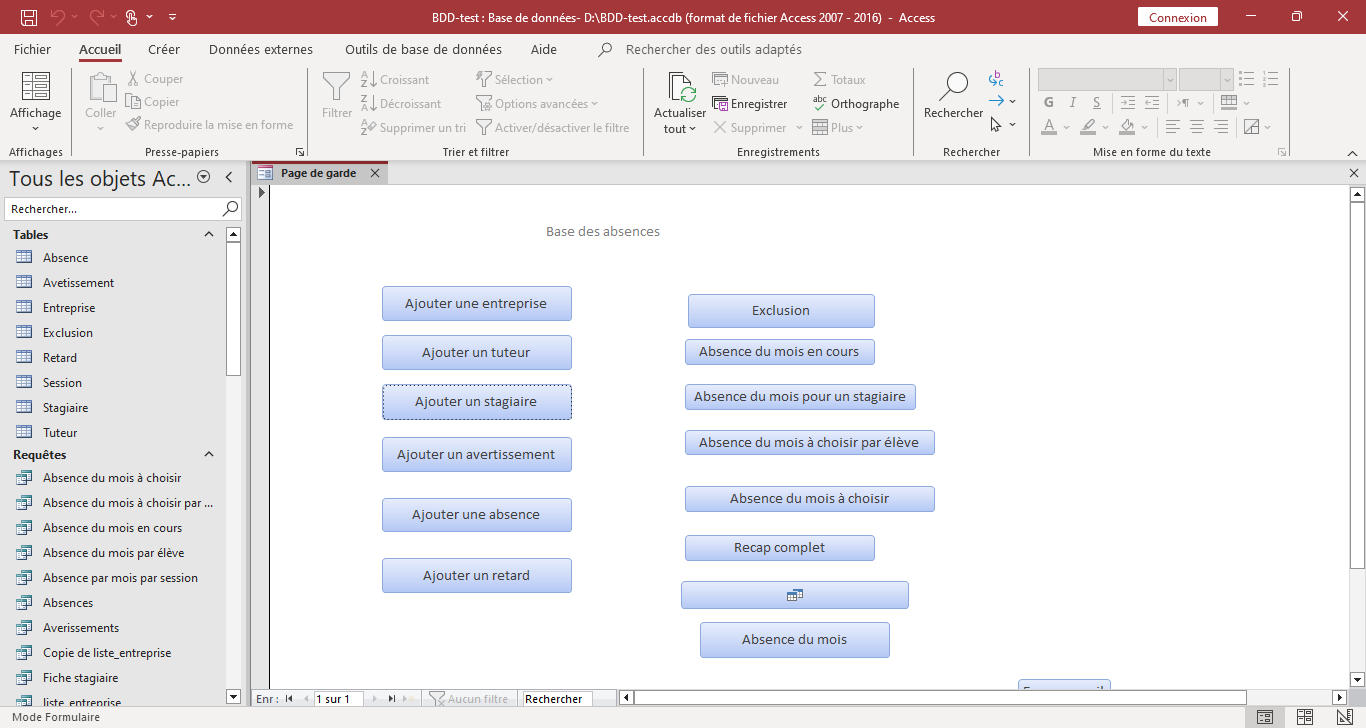 BDD-test : Base de données- D:\BDD-test.accdb (format de fichier Access 2007 - 2016) - Access
Connexion
Fichier Accueil Créer Données externes Outils de base de données Aide Rechercher des outils adaptés
Affichage
Affichages
Coller
Couper
Copier
Reproduire la mise en forme
Presse-papiers
Filtrer
Croissant
Décroissant
Supprimer un tri
Sélection
Options avancées
Activer/désactiver le filtre
Trier et filtrer
Actualiser
tout
Nouveau
Enregistrer
Supprimer
Totaux
Orthographe
Plus
Enregistrements
Rechercher
Rechercher
G I S
Mise en forme du texte
Tous les objets Ac...
Rechercher...
Tables
Absence
Avetissement
Entreprise
Exclusion
Retard
Session
Stagiaire
Tuteur
Requêtes
Absence du mois à choisir
Absence du mois à choisir par ...
Absence du mois en cours
Absence du mois par élève
Absence par mois par session
Absences
Averissements
Copie de liste_entreprise
Fiche stagiaire
liste_entreprise
Page de garde
Base des absences
Ajouter une entreprise
Ajouter un tuteur
Ajouter un stagiaire
Ajouter un avertissement
Ajouter une absence
Ajouter un retard
Exclusion
Absence du mois en cours
Absence du mois pour un stagiaire
Absence du mois à choisir par élève
Absence du mois à choisir
Recap complet
Absence du mois
Enr : 1 sur 1 Aucun filtre Rechercher
Mode Formulaire